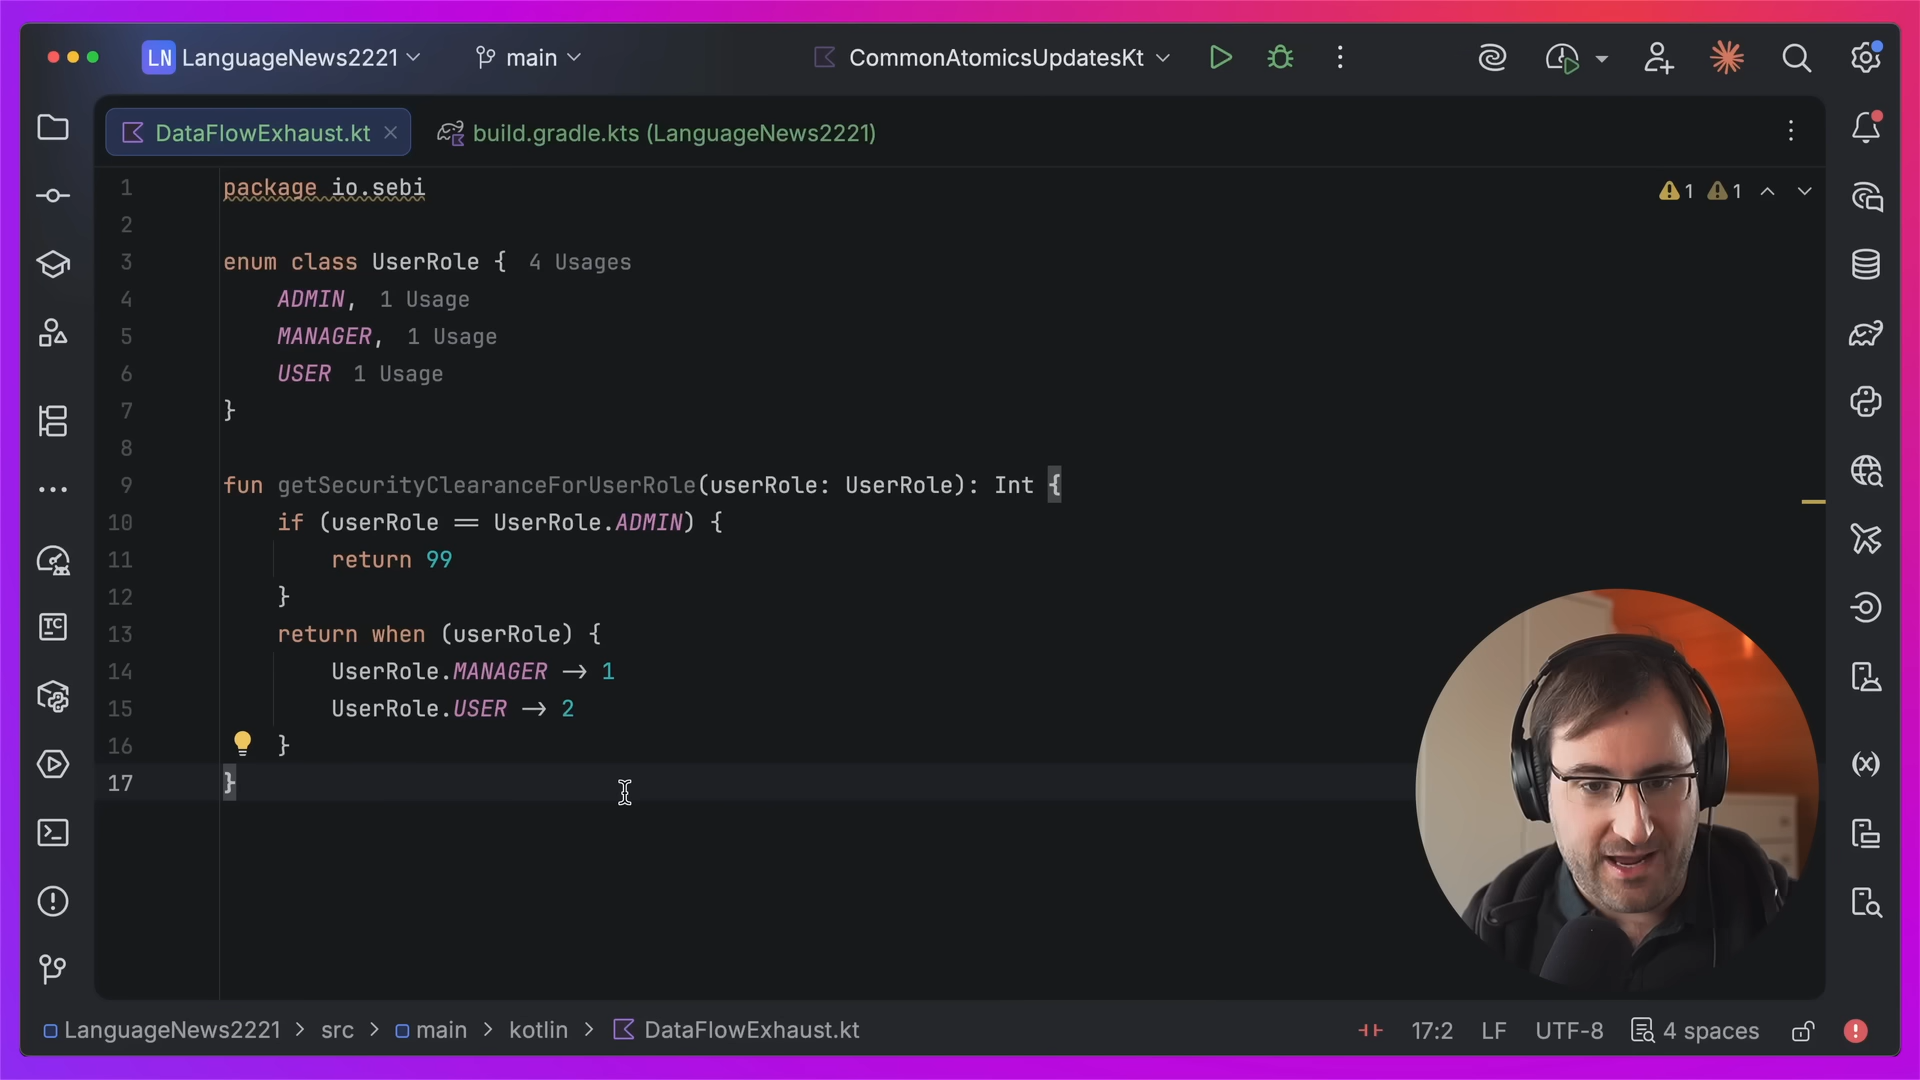 LN LanguageNews2221 main CommonAtomicsUpdatesKt
DataFlowExhaust.kt build.gradle.kts (LanguageNews2221)
1 package io.sebi
1 1
2
3 enum class UserRole { 4 Usages
4 ADMIN, 1 Usage
5 MANAGER, 1 Usage
6 USER 1 Usage
7 }
8
9 fun getSecurityClearanceForUserRole(userRole: UserRole): Int {
10 if (userRole == UserRole.ADMIN) {
11 return 99
12 }
13 return when (userRole) {
14 UserRole.MANAGER -> 1
15 UserRole.USER -> 2
16 }
17 }
TC
(x)
LanguageNews2221 > src > main > kotlin > DataFlowExhaust.kt 17:2 LF UTF-8 4 spaces